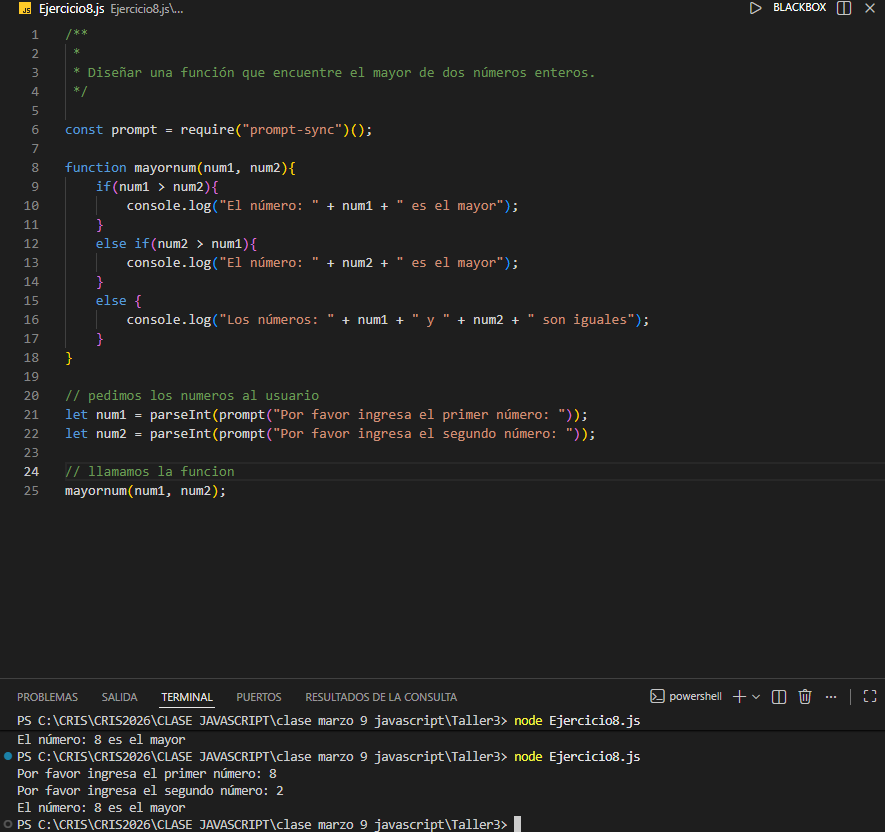 JS Ejercicio8.js Ejercicio8.js\... BLACKBOX
1 /**
2  *
3  * Diseñar una función que encuentre el mayor de dos números enteros.
4  */
5
6 const prompt = require("prompt-sync")();
7
8 function mayornum(num1, num2){
9     if(num1 > num2){
10         console.log("El número: " + num1 + " es el mayor");
11     }
12     else if(num2 > num1){
13         console.log("El número: " + num2 + " es el mayor");
14     }
15     else {
16         console.log("Los números: " + num1 + " y " + num2 + " son iguales");
17     }
18 }
19
20 // pedimos los numeros al usuario
21 let num1 = parseInt(prompt("Por favor ingresa el primer número: "));
22 let num2 = parseInt(prompt("Por favor ingresa el segundo número: "));
23
24 // llamamos la funcion
25 mayornum(num1, num2);
PROBLEMAS SALIDA TERMINAL PUERTOS RESULTADOS DE LA CONSULTA powershell
PS C:\CRIS\CRIS2026\CLASE JAVASCRIPT\clase marzo 9 javascript\Taller3> node Ejercicio8.js
El número: 8 es el mayor
PS C:\CRIS\CRIS2026\CLASE JAVASCRIPT\clase marzo 9 javascript\Taller3> node Ejercicio8.js
Por favor ingresa el primer número: 8
Por favor ingresa el segundo número: 2
El número: 8 es el mayor
PS C:\CRIS\CRIS2026\CLASE JAVASCRIPT\clase marzo 9 javascript\Taller3>